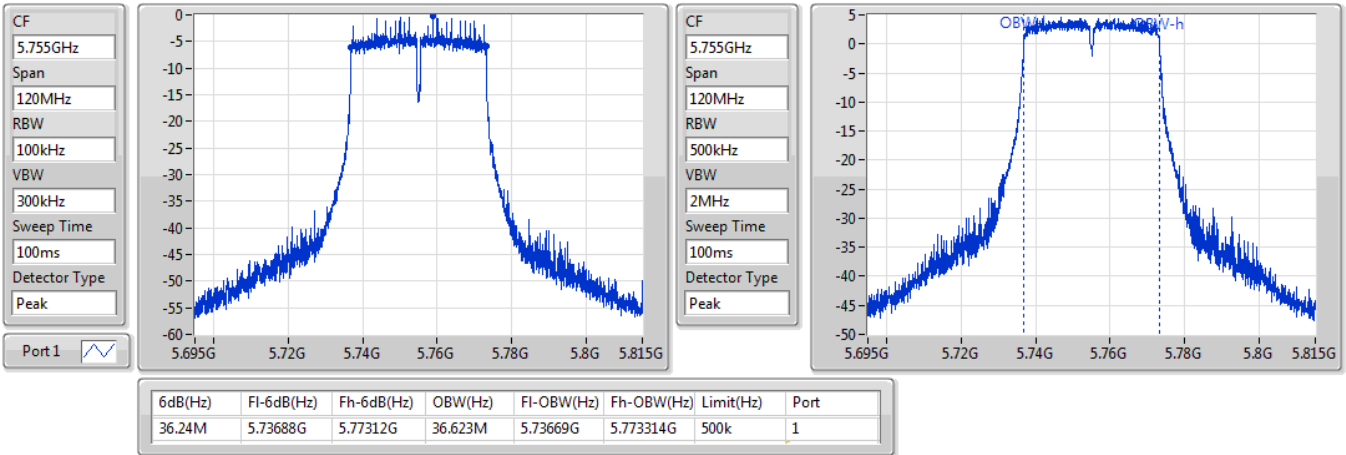 CF
5.755GHz
Span
120MHz
RBW
100kHz
VBW
300kHz
Sweep Time
100ms
Detector Type
Peak
Port 1
0
-5
-10
-15
-20
-25
-30
-35
-40
-45
-50
-55
-60
5.695G 5.72G 5.74G 5.76G 5.78G 5.8G 5.815G
CF
5.755GHz
Span
120MHz
RBW
500kHz
VBW
2MHz
Sweep Time
100ms
Detector Type
Peak
OBW-h
5
0
-5
-10
-15
-20
-25
-30
-35
-40
-45
-50
5.695G 5.72G 5.74G 5.76G 5.78G 5.8G 5.815G
6dB(Hz) Fl-6dB(Hz) Fh-6dB(Hz) OBW(Hz) Fl-OBW(Hz) Fh-OBW(Hz) Limit(Hz) Port
36.24M 5.73688G 5.77312G 36.623M 5.73669G 5.773314G 500k 1